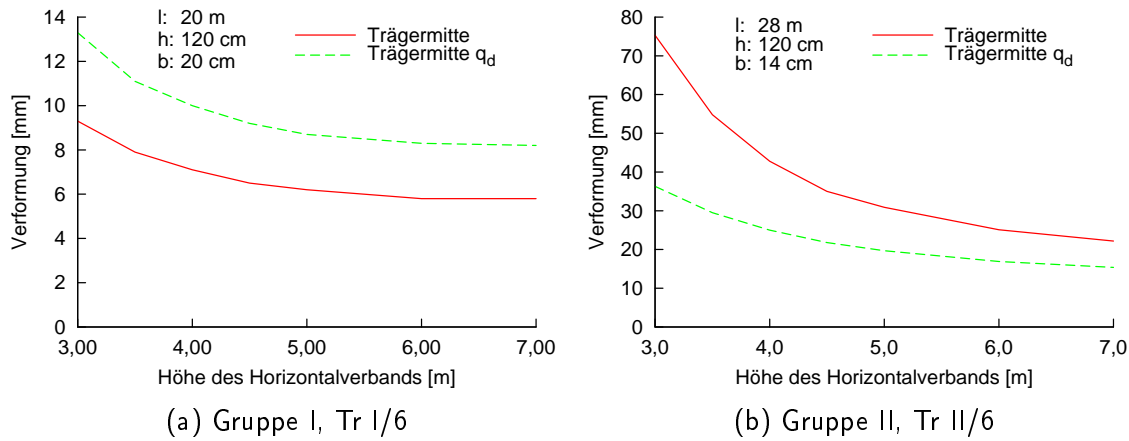 14
12
10
8
6
4
2
0
Verformung [mm]
l: 20 m
h: 120 cm
b: 20 cm
Trägermitte
Trägermitte qd
3,00 4,00 5,00 6,00 7,00
Höhe des Horizontalverbands [m]
(a) Gruppe I, Tr I/6
80
70
60
50
40
30
20
10
0
Verformung [mm]
l: 28 m
h: 120 cm
b: 14 cm
Trägermitte
Trägermitte qd
3,0 4,0 5,0 6,0 7,0
Höhe des Horizontalverbands [m]
(b) Gruppe II, Tr II/6